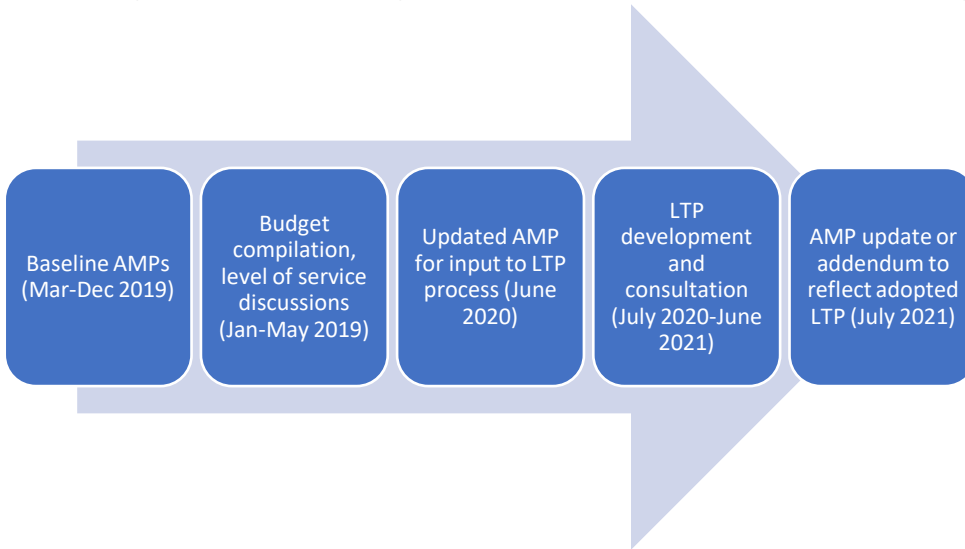 Baseline AMPs
(Mar-Dec 2019)
Budget
compilation,
level of service
discussions
(Jan-May 2019)
Updated AMP
for input to LTP
process (June
2020)
LTP
development
and
consultation
(July 2020-June
2021)
AMP update or
addendum to
reflect adopted
LTP (July 2021)